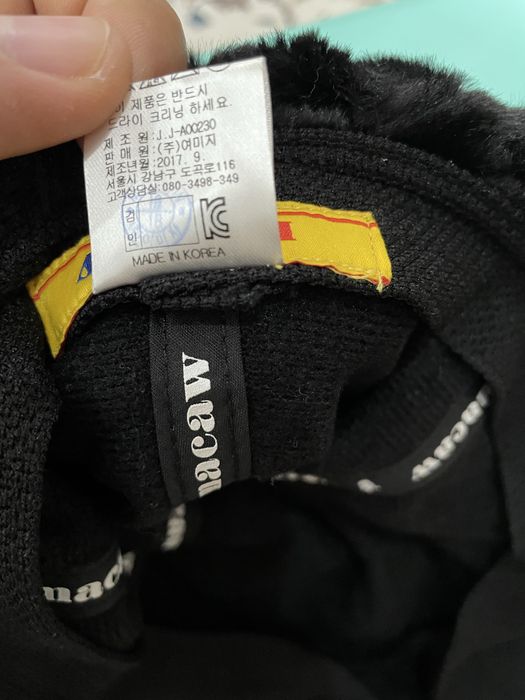 이 제품은 반드시
드라이 크리닝 하세요.
제 조 원:J.J-A00230
판 매 원:(주)여미지
제조년월:2017. 9.
서울시 강남구 도곡로116
고객상담실:080-3498-349
검
인
MADE IN KOREA
macaw
macaw